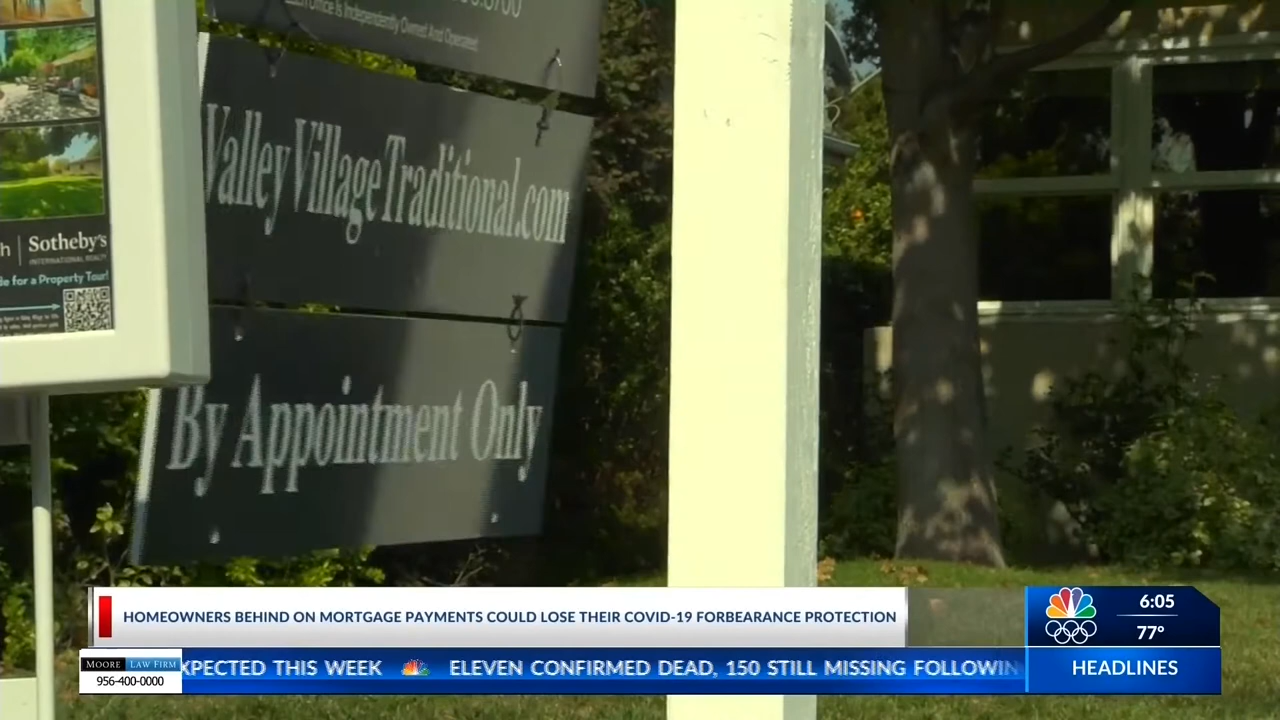 Office Is Independently Owned And Operated
ValleyVillageTraditional.com
By Appointment Only
h | Sotheby's
INTERNATIONAL REALTY
de for a Property Tour!
HOMEOWNERS BEHIND ON MORTGAGE PAYMENTS COULD LOSE THEIR COVID-19 FORBEARANCE PROTECTION
6:05
77°
MOORE LAW FIRM
956-400-0000
XPECTED THIS WEEK ELEVEN CONFIRMED DEAD, 150 STILL MISSING FOLLOWIN
HEADLINES